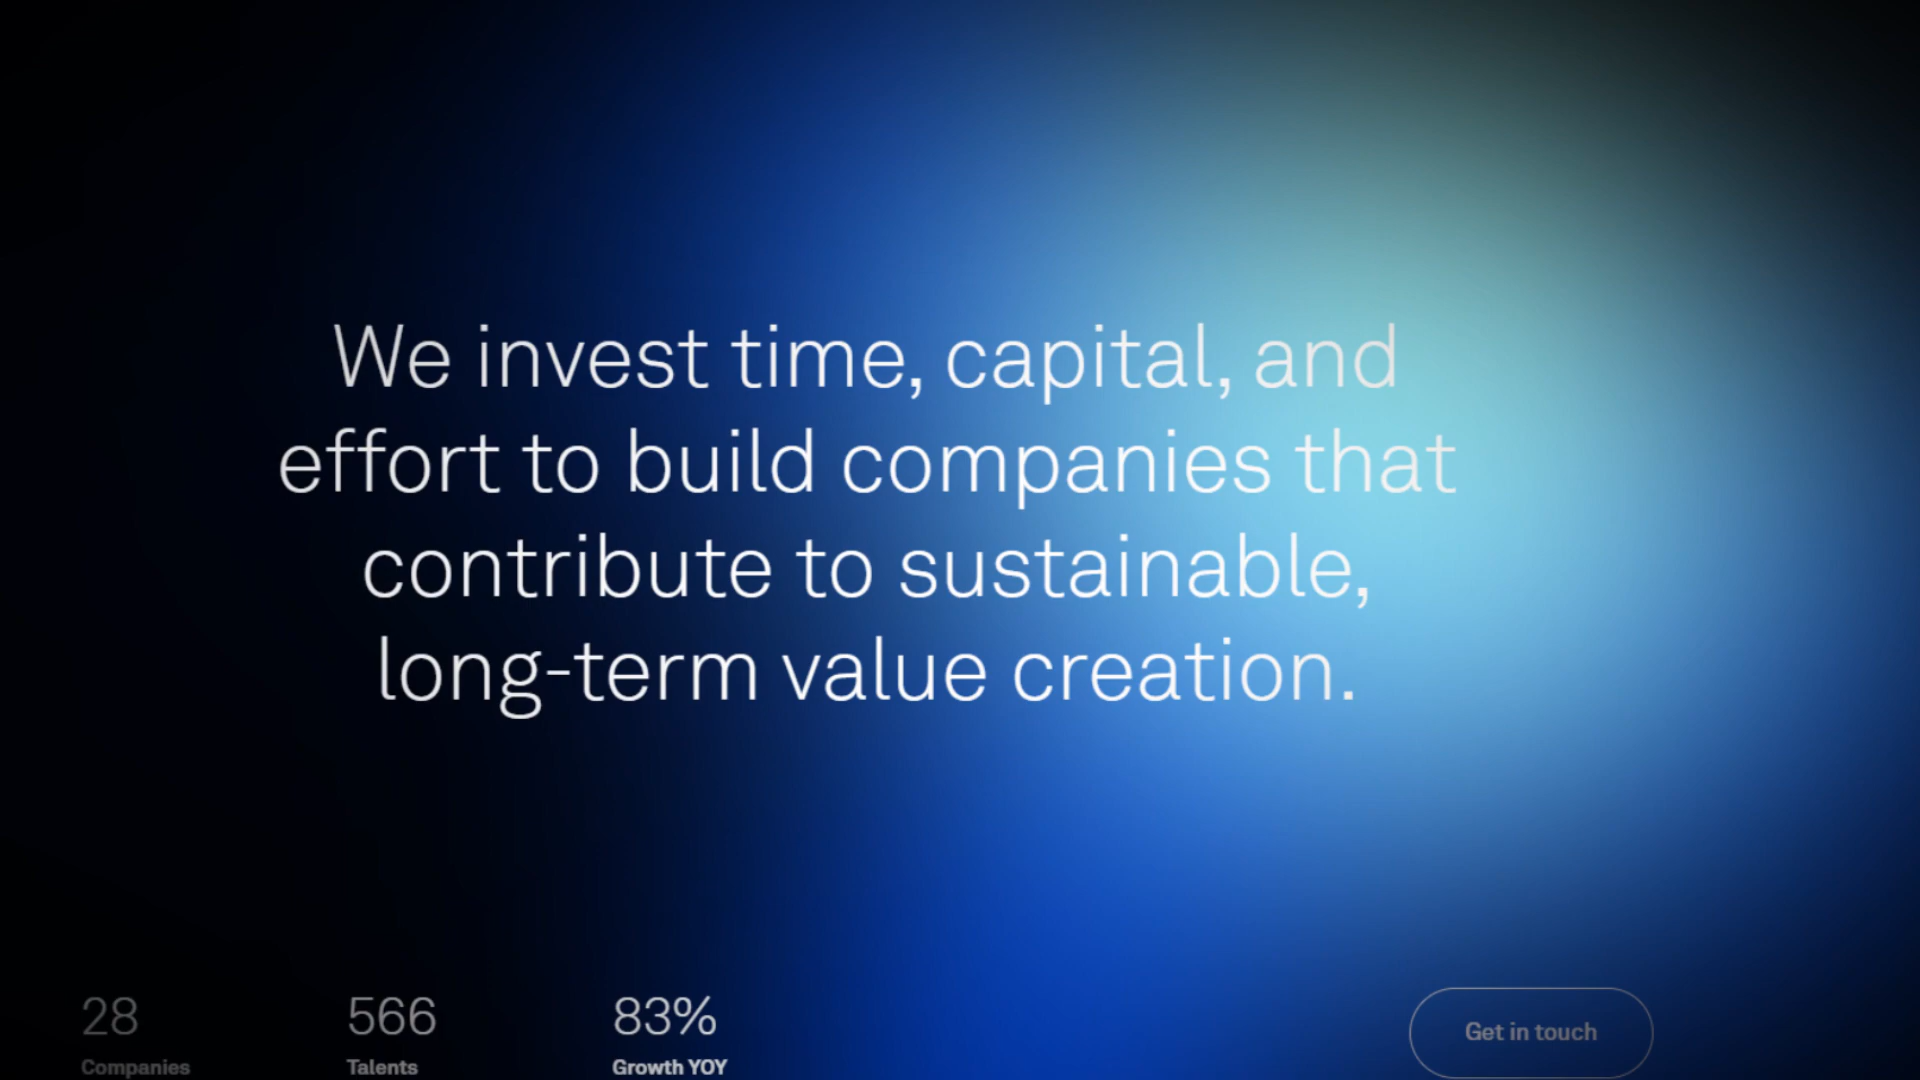 We invest time, capital, and
effort to build companies that
contribute to sustainable,
long-term value creation.
28
Companies
566
Talents
83%
Growth YOY
Get in touch